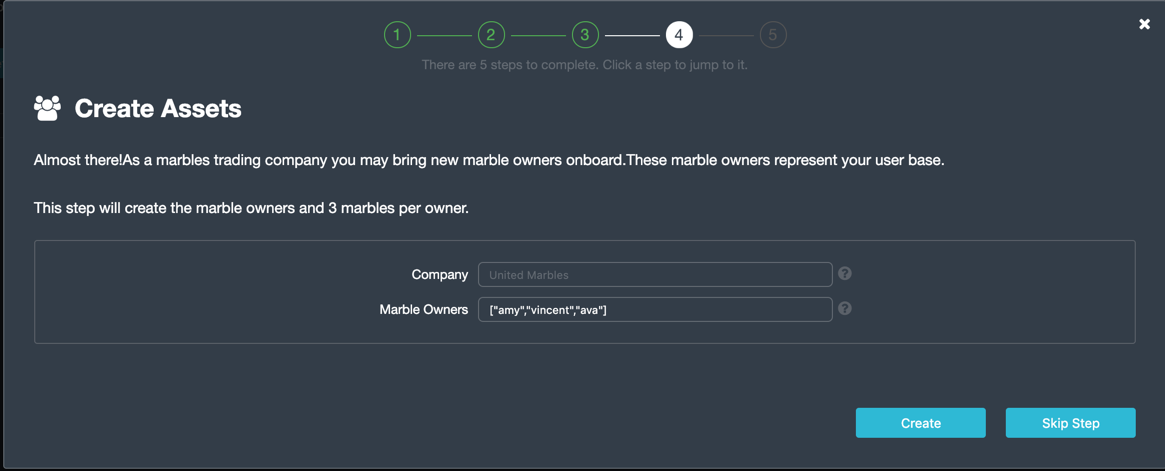 1 2 3 4 5
There are 5 steps to complete. Click a step to jump to it.
Create Assets
Almost there!As a marbles trading company you may bring new marble owners onboard.These marble owners represent your user base.
This step will create the marble owners and 3 marbles per owner.
Company United Marbles ?
Marble Owners ["amy","vincent","ava"] ?
Create Skip Step